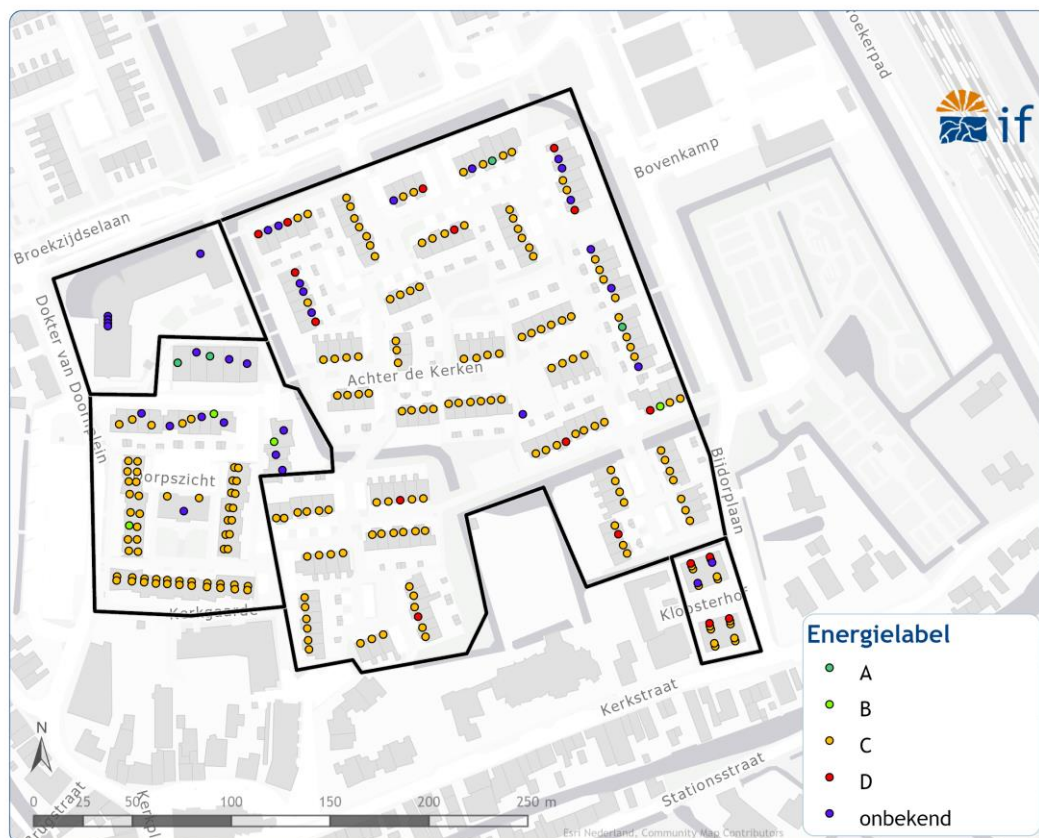 Broekerpad
if
Bovenkamp
Broekzijdselaan
Dokter van Doornplein
Achter de Kerken
Dorpszicht
Bijdorplaan
Kerkgaarde
Kloosterhof
Kerkstraat
Stationsstraat
Energielabel
A
B
C
D
onbekend
N
0 25 50 100 150 200 250 m
Esri Nederland, Community Map Contributors